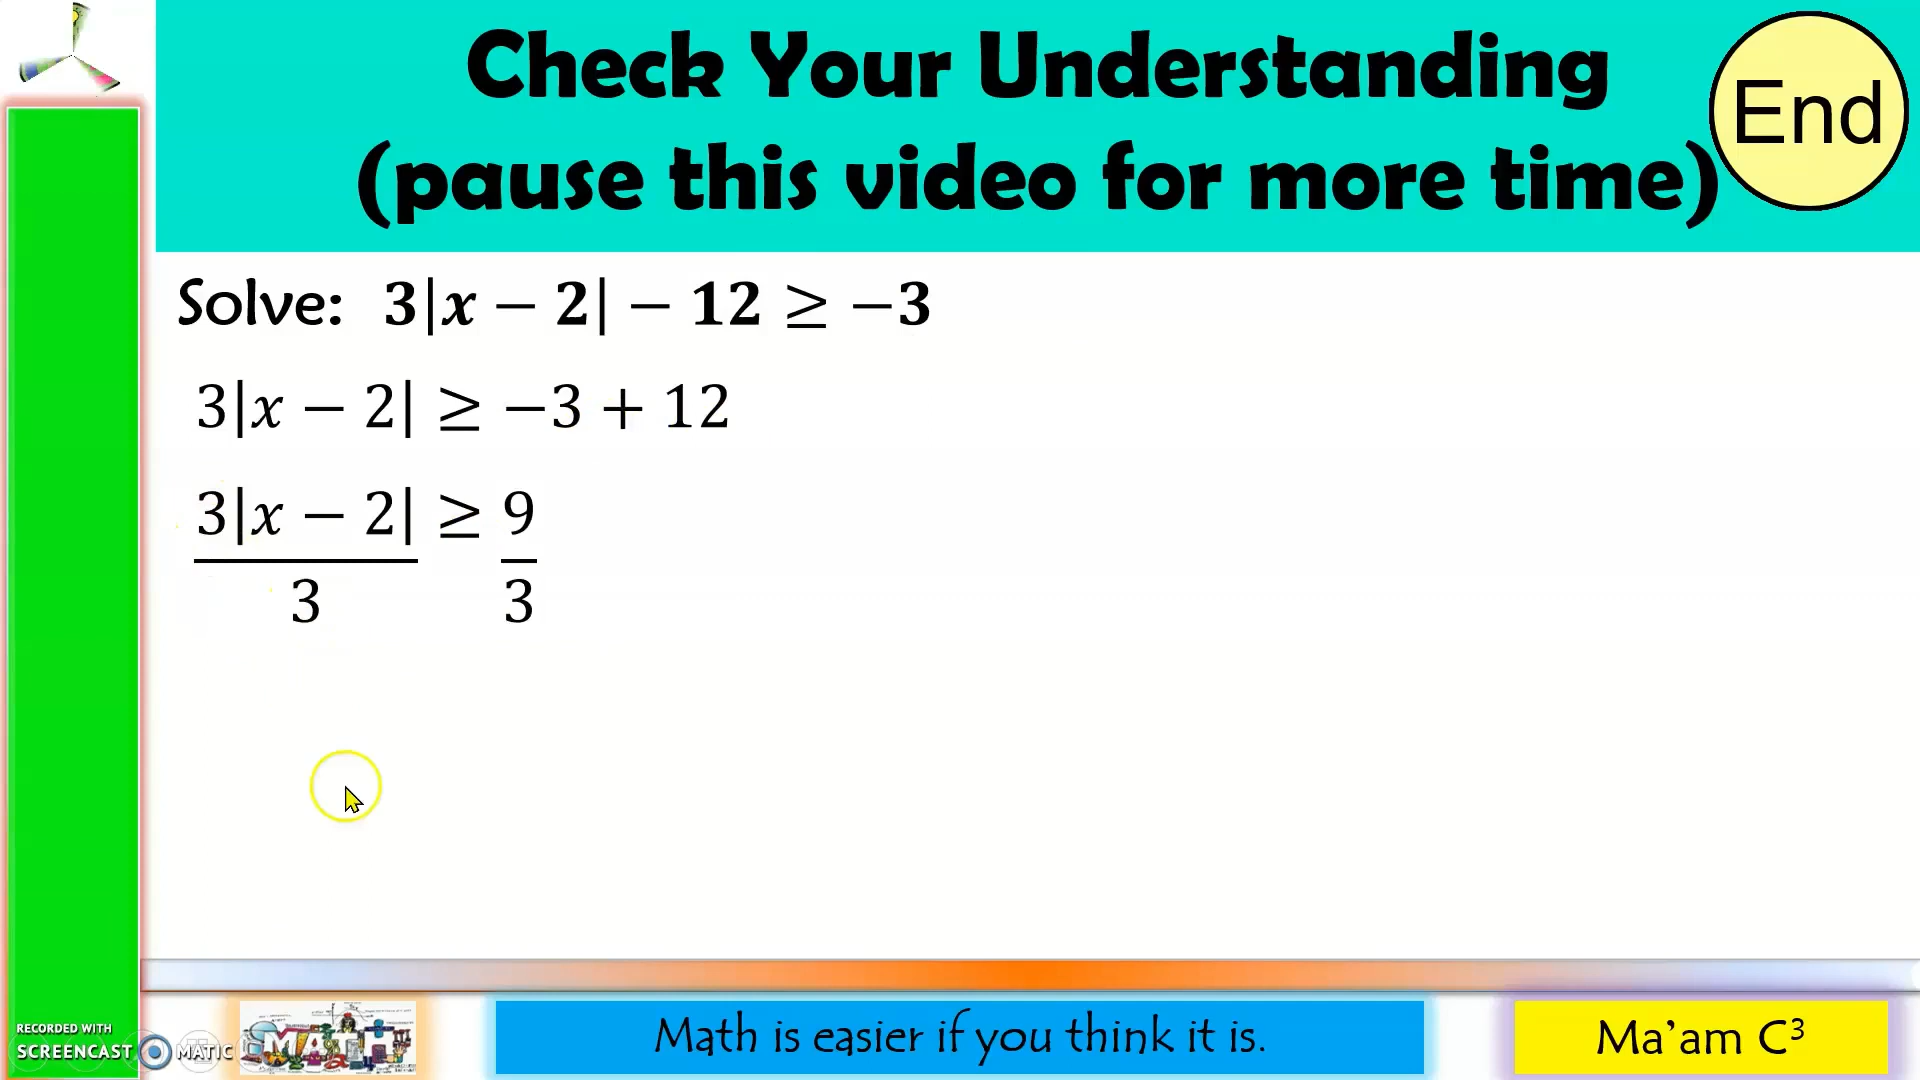 Check Your Understanding
(pause this video for more time)
End
Solve: 3|x − 2| − 12 ≥ −3
3|x − 2| ≥ −3 + 12
3|x − 2| ≥ 9
3 3
RECORDED WITH
SCREENCAST MATIC
MATH
Math is easier if you think it is.
Ma'am C³